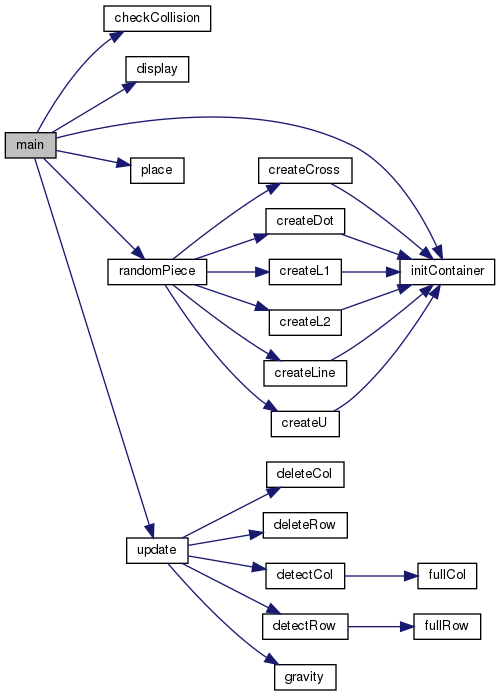 checkCollision
display
main
place
createCross
createDot
randomPiece
createL1
initContainer
createL2
createLine
createU
deleteCol
deleteRow
update
detectCol
fullCol
detectRow
fullRow
gravity